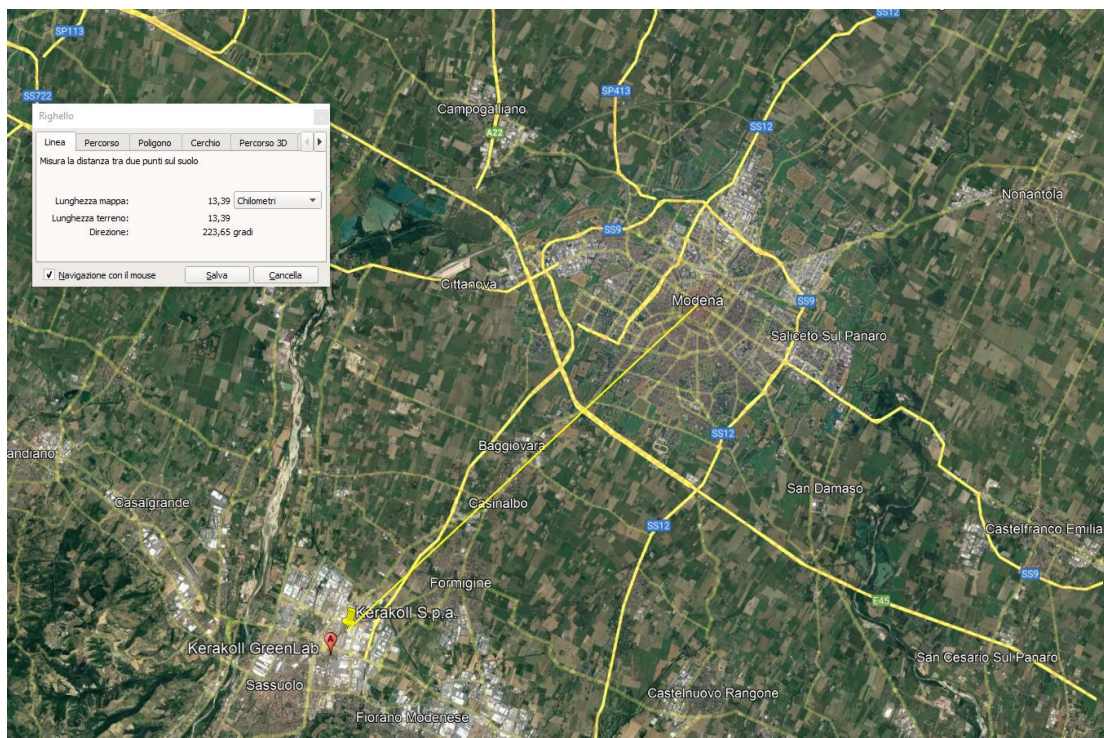 SS12
SP113
SS722
SP413
Campogalliano
A22
SS12
Righello
Linea Percorso Poligono Cerchio Percorso 3D
Misura la distanza tra due punti sul suolo
Lunghezza mappa: 13,39 Chilometri
Lunghezza terreno: 13,39
Direzione: 223,65 gradi
Navigazione con il mouse Salva Cancella
Nonantola
SS9
Cittanova
Modena
SS9
Saliceto Sul Panaro
SS12
Baggiovara
andiano
Casalgrande
Casinalbo
San Damaso
SS12
Castelfranco Emilia
Formigine
SS9
E45
Kerakoll S.p.a.
A
Kerakoll GreenLab
San Cesario Sul Panaro
Sassuolo
Castelnuovo Rangone
Fiorano Modenese